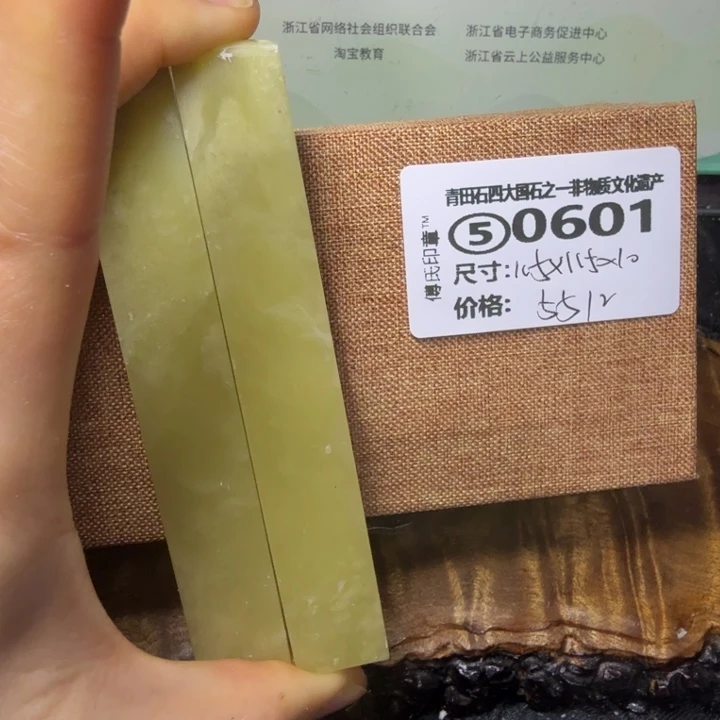 浙江省网络社会组织联合会 浙江省电子商务促进中心
淘宝教育 浙江省云上公益服务中心
青田石四大国石之一非物质文化遗产
⑤0601
傅氏印章™
尺寸:
价格: 5512